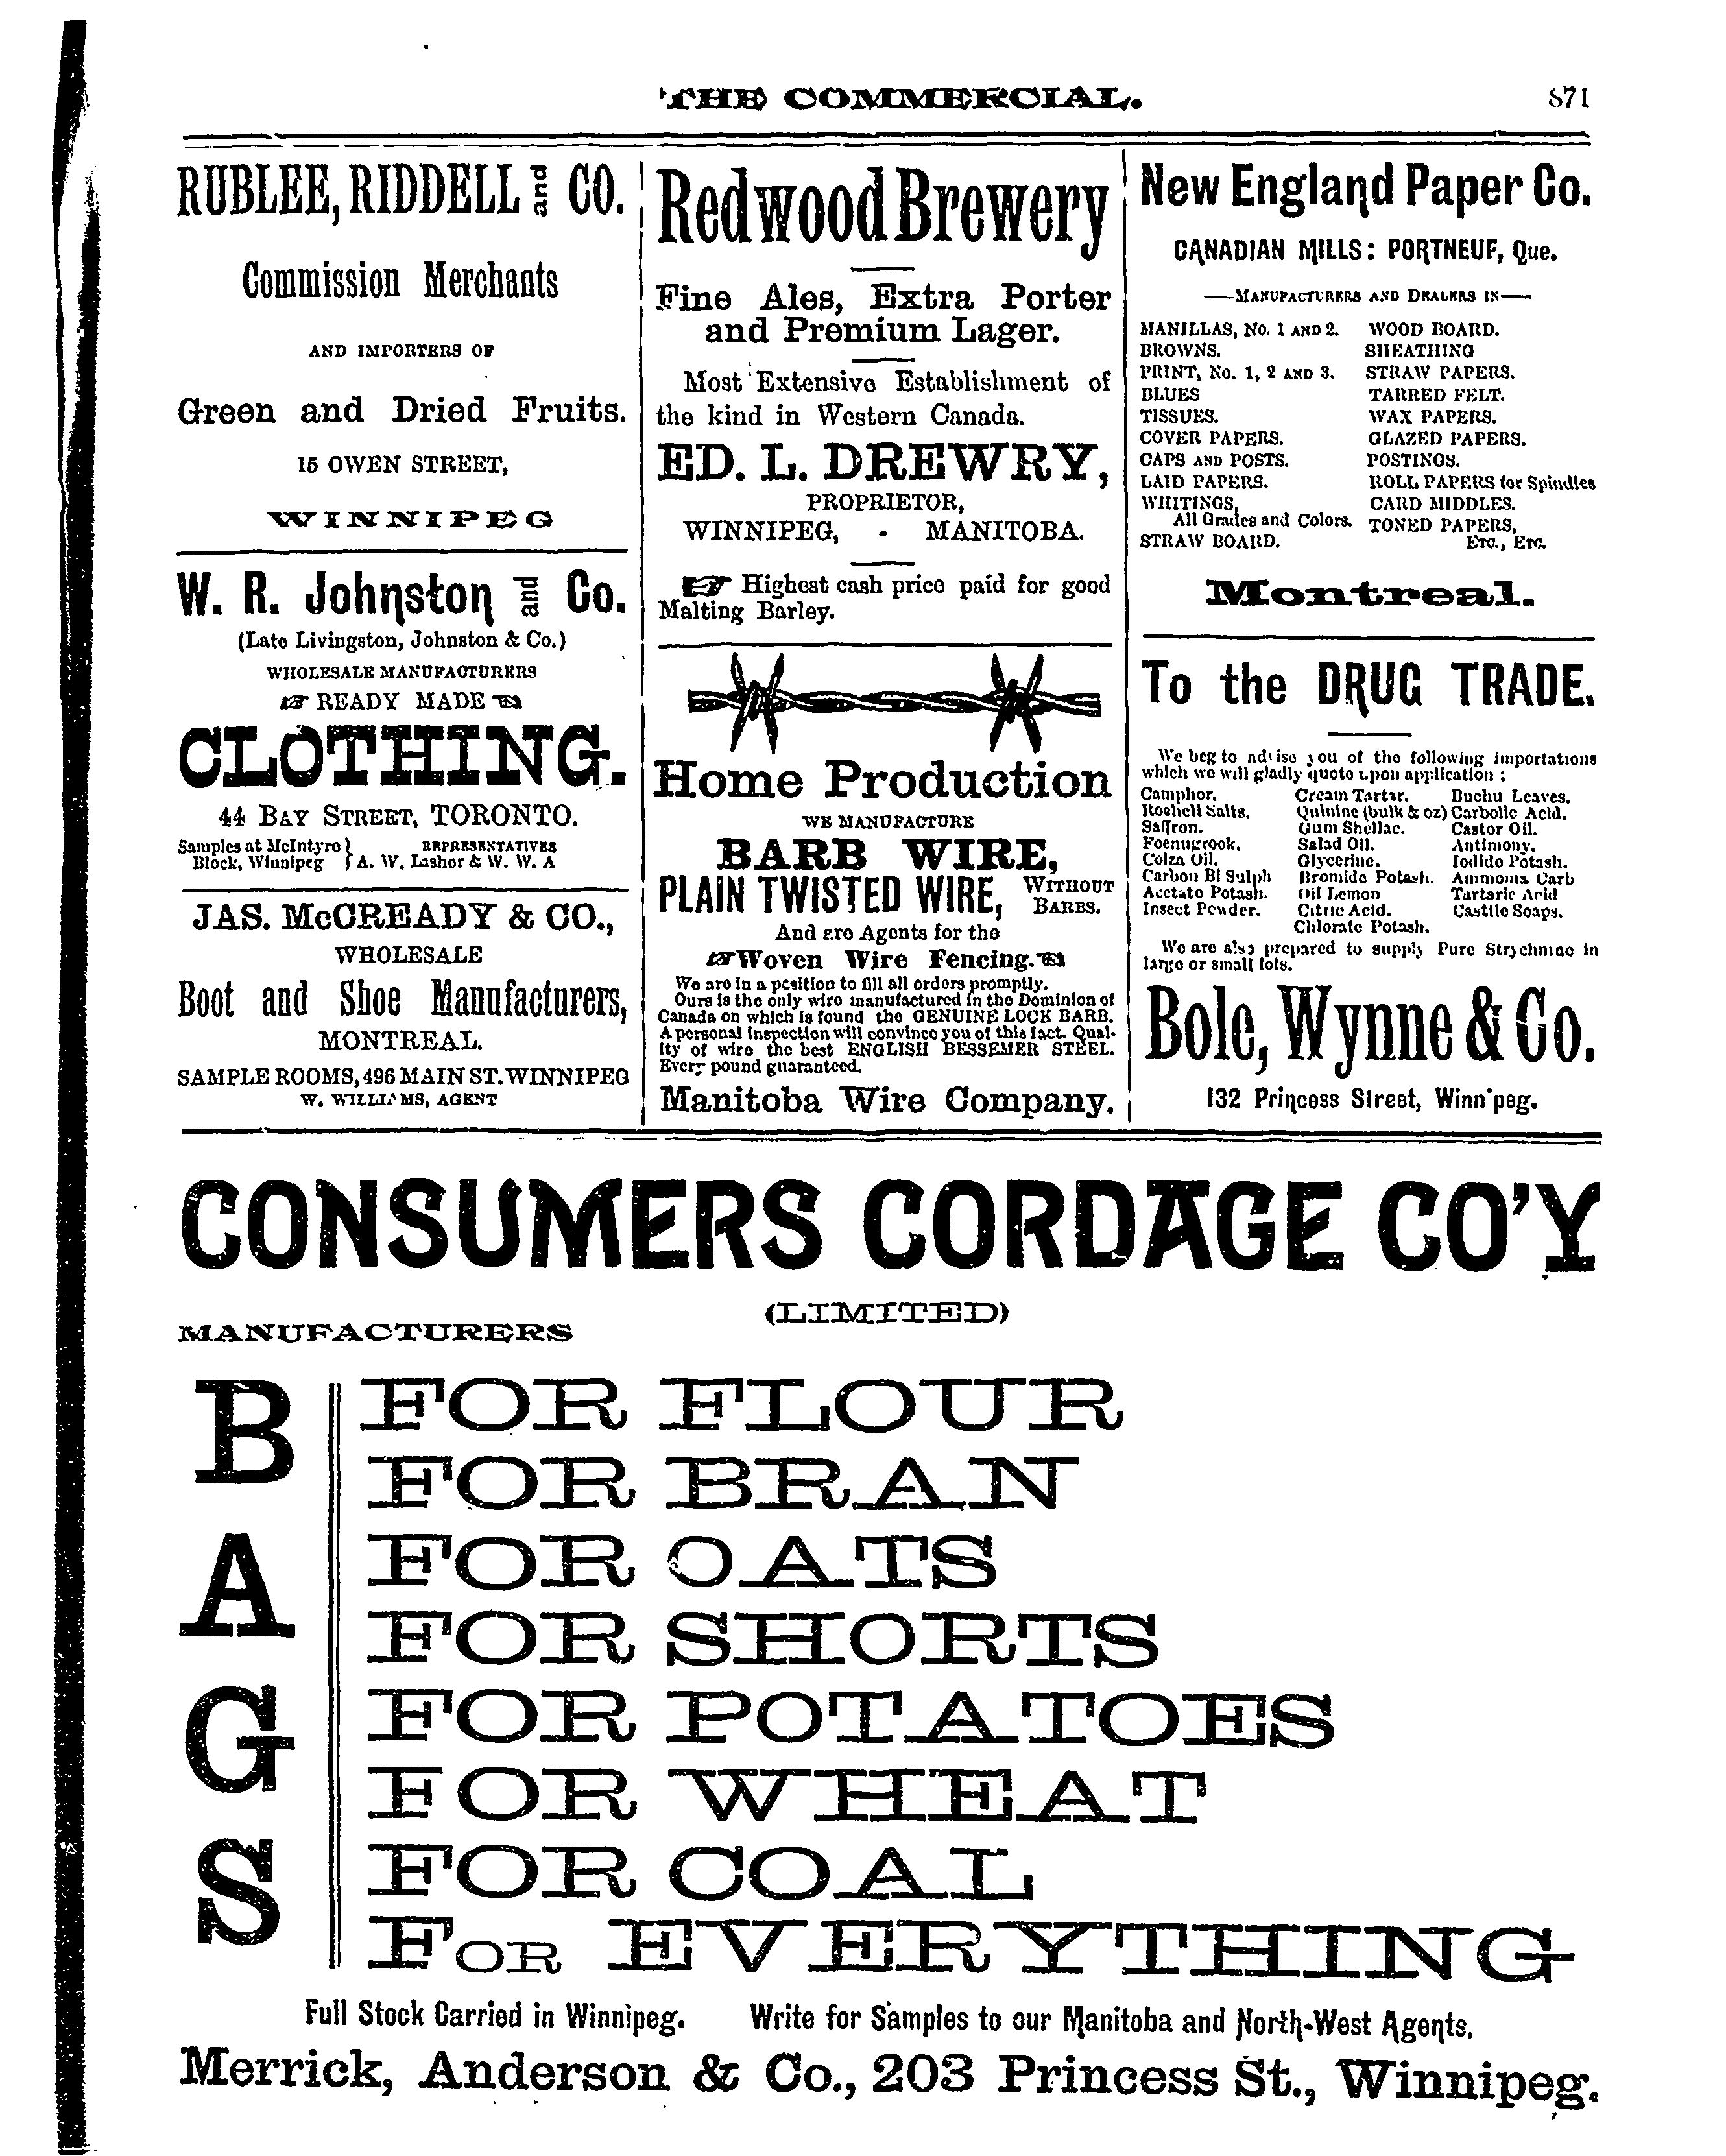 THE COMMERCIAL.
871
RUBLEE, RIDDELL and CO.
Commission Merchants
AND IMPORTERS OF
Green and Dried Fruits.
15 OWEN STREET,
WINNIPEG
W. R. Johnston and Co.
(Late Livingston, Johnston & Co.)
WHOLESALE MANUFACTURERS
READY MADE
CLOTHING.
44 BAY STREET, TORONTO.
Samples at McIntyre } REPRESENTATIVES
Block, Winnipeg } A. W. Lasher & W. W. A
JAS. McCREADY & CO.,
WHOLESALE
Boot and Shoe Manufacturers,
MONTREAL.
SAMPLE ROOMS, 496 MAIN ST. WINNIPEG
W. WILLIAMS, AGENT
Redwood Brewery
Fine Ales, Extra Porter
and Premium Lager.
Most Extensive Establishment of
the kind in Western Canada.
ED. L. DREWRY,
PROPRIETOR,
WINNIPEG, - MANITOBA.
Highest cash price paid for good
Malting Barley.
Home Production
WE MANUFACTURE
BARB WIRE,
PLAIN TWISTED WIRE, WITHOUT BARBS.
And are Agents for the
Woven Wire Fencing.
We are in a position to fill all orders promptly.
Ours is the only wire manufactured in the Dominion of
Canada on which is found the GENUINE LOCK BARB.
A personal inspection will convince you of this fact. Qual-
ity of wire the best ENGLISH BESSEMER STEEL.
Every pound guaranteed.
Manitoba Wire Company.
New England Paper Co.
CANADIAN MILLS: PORTNEUF, Que.
—MANUFACTURERS AND DEALERS IN—
MANILLAS, No. 1 AND 2. WOOD BOARD.
BROWNS. SHEATHING
PRINT, No. 1, 2 AND 3. STRAW PAPERS.
BLUES TARRED FELT.
TISSUES. WAX PAPERS.
COVER PAPERS. GLAZED PAPERS.
CAPS AND POSTS. POSTINGS.
LAID PAPERS. ROLL PAPERS for Spindles
WHITINGS, CARD MIDDLES.
All Grades and Colors. TONED PAPERS,
STRAW BOARD. ETC., ETC.
Montreal.
To the DRUG TRADE.
We beg to advise you of the following importations
which we will gladly quote upon application:
Camphor. Cream Tartar. Buchu Leaves.
Rochell Salts. Quinine (bulk & oz) Carbolic Acid.
Saffron. Gum Shellac. Castor Oil.
Foenugrook. Salad Oil. Antimony.
Colza Oil. Glycerine. Iodide Potash.
Carbon Bi Sulph Bromide Potash. Ammonia Carb
Acetate Potash. Oil Lemon Tartaric Acid
Insect Powder. Citric Acid. Castile Soaps.
Chlorate Potash.
We are also prepared to supply Pure Strychnine in
large or small lots.
Bole, Wynne & Co.
132 Princess Street, Winnipeg.
CONSUMERS CORDAGE CO'Y
(LIMITED)
MANUFACTURERS
BAGS
FOR FLOUR
FOR BRAN
FOR OATS
FOR SHORTS
FOR POTATOES
FOR WHEAT
FOR COAL
FOR EVERYTHING
Full Stock Carried in Winnipeg. Write for Samples to our Manitoba and North-West Agents.
Merrick, Anderson & Co., 203 Princess St., Winnipeg.